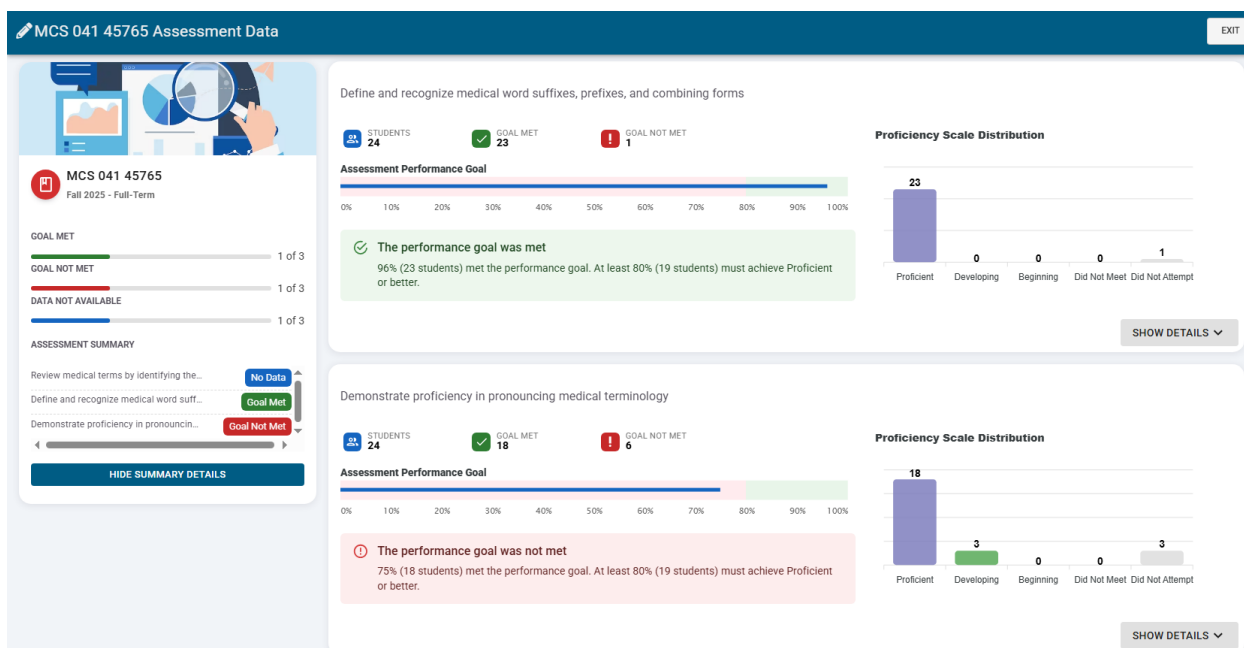 MCS 041 45765 Assessment Data
EXIT
MCS 041 45765
Fall 2025 - Full-Term
GOAL MET
1 of 3
GOAL NOT MET
1 of 3
DATA NOT AVAILABLE
1 of 3
ASSESSMENT SUMMARY
Review medical terms by identifying the... No Data
Define and recognize medical word suff... Goal Met
Demonstrate proficiency in pronouncin... Goal Not Met
HIDE SUMMARY DETAILS
Define and recognize medical word suffixes, prefixes, and combining forms
STUDENTS GOAL MET GOAL NOT MET
24 23 1
Assessment Performance Goal
0% 10% 20% 30% 40% 50% 60% 70% 80% 90% 100%
The performance goal was met
96% (23 students) met the performance goal. At least 80% (19 students) must achieve Proficient
or better.
Proficiency Scale Distribution
23 0 0 0 1
Proficient Developing Beginning Did Not Meet Did Not Attempt
SHOW DETAILS
Demonstrate proficiency in pronouncing medical terminology
STUDENTS GOAL MET GOAL NOT MET
24 18 6
Assessment Performance Goal
0% 10% 20% 30% 40% 50% 60% 70% 80% 90% 100%
The performance goal was not met
75% (18 students) met the performance goal. At least 80% (19 students) must achieve Proficient
or better.
Proficiency Scale Distribution
18 3 0 0 3
Proficient Developing Beginning Did Not Meet Did Not Attempt
SHOW DETAILS